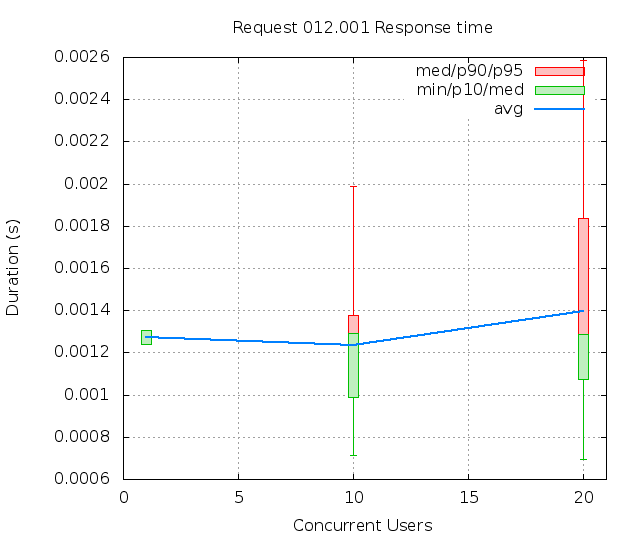 Request 012.001 Response time
0.0026
0.0024
0.0022
0.002
0.0018
0.0016
0.0014
0.0012
0.001
0.0008
0.0006
Duration (s)
med/p90/p95
min/p10/med
avg
0 5 10 15 20
Concurrent Users